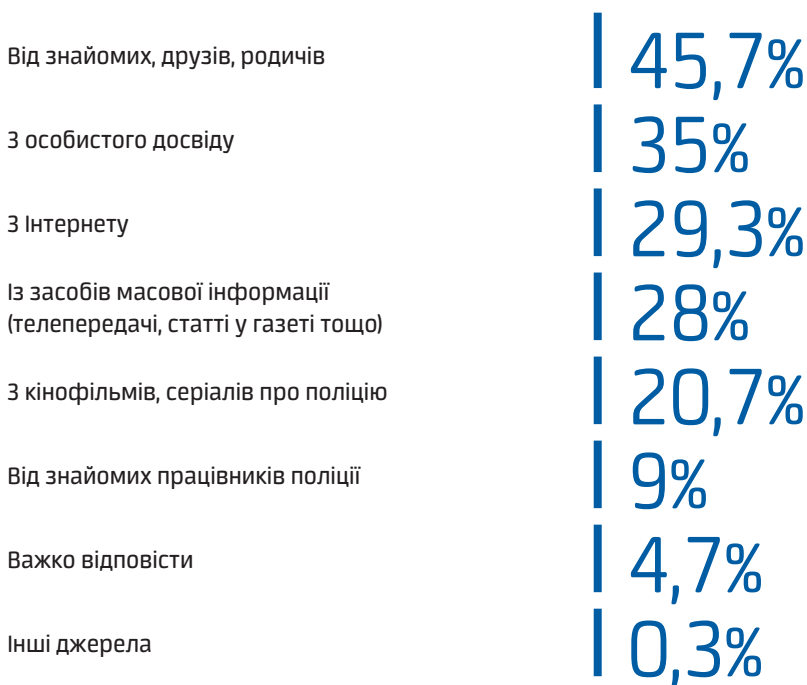 Від знайомих, друзів, родичів 45,7%
З особистого досвіду 35%
З Інтернету 29,3%
Із засобів масової інформації
(телепередачі, статті у газеті тощо) 28%
З кінофільмів, серіалів про поліцію 20,7%
Від знайомих працівників поліції 9%
Важко відповісти 4,7%
Інші джерела 0,3%